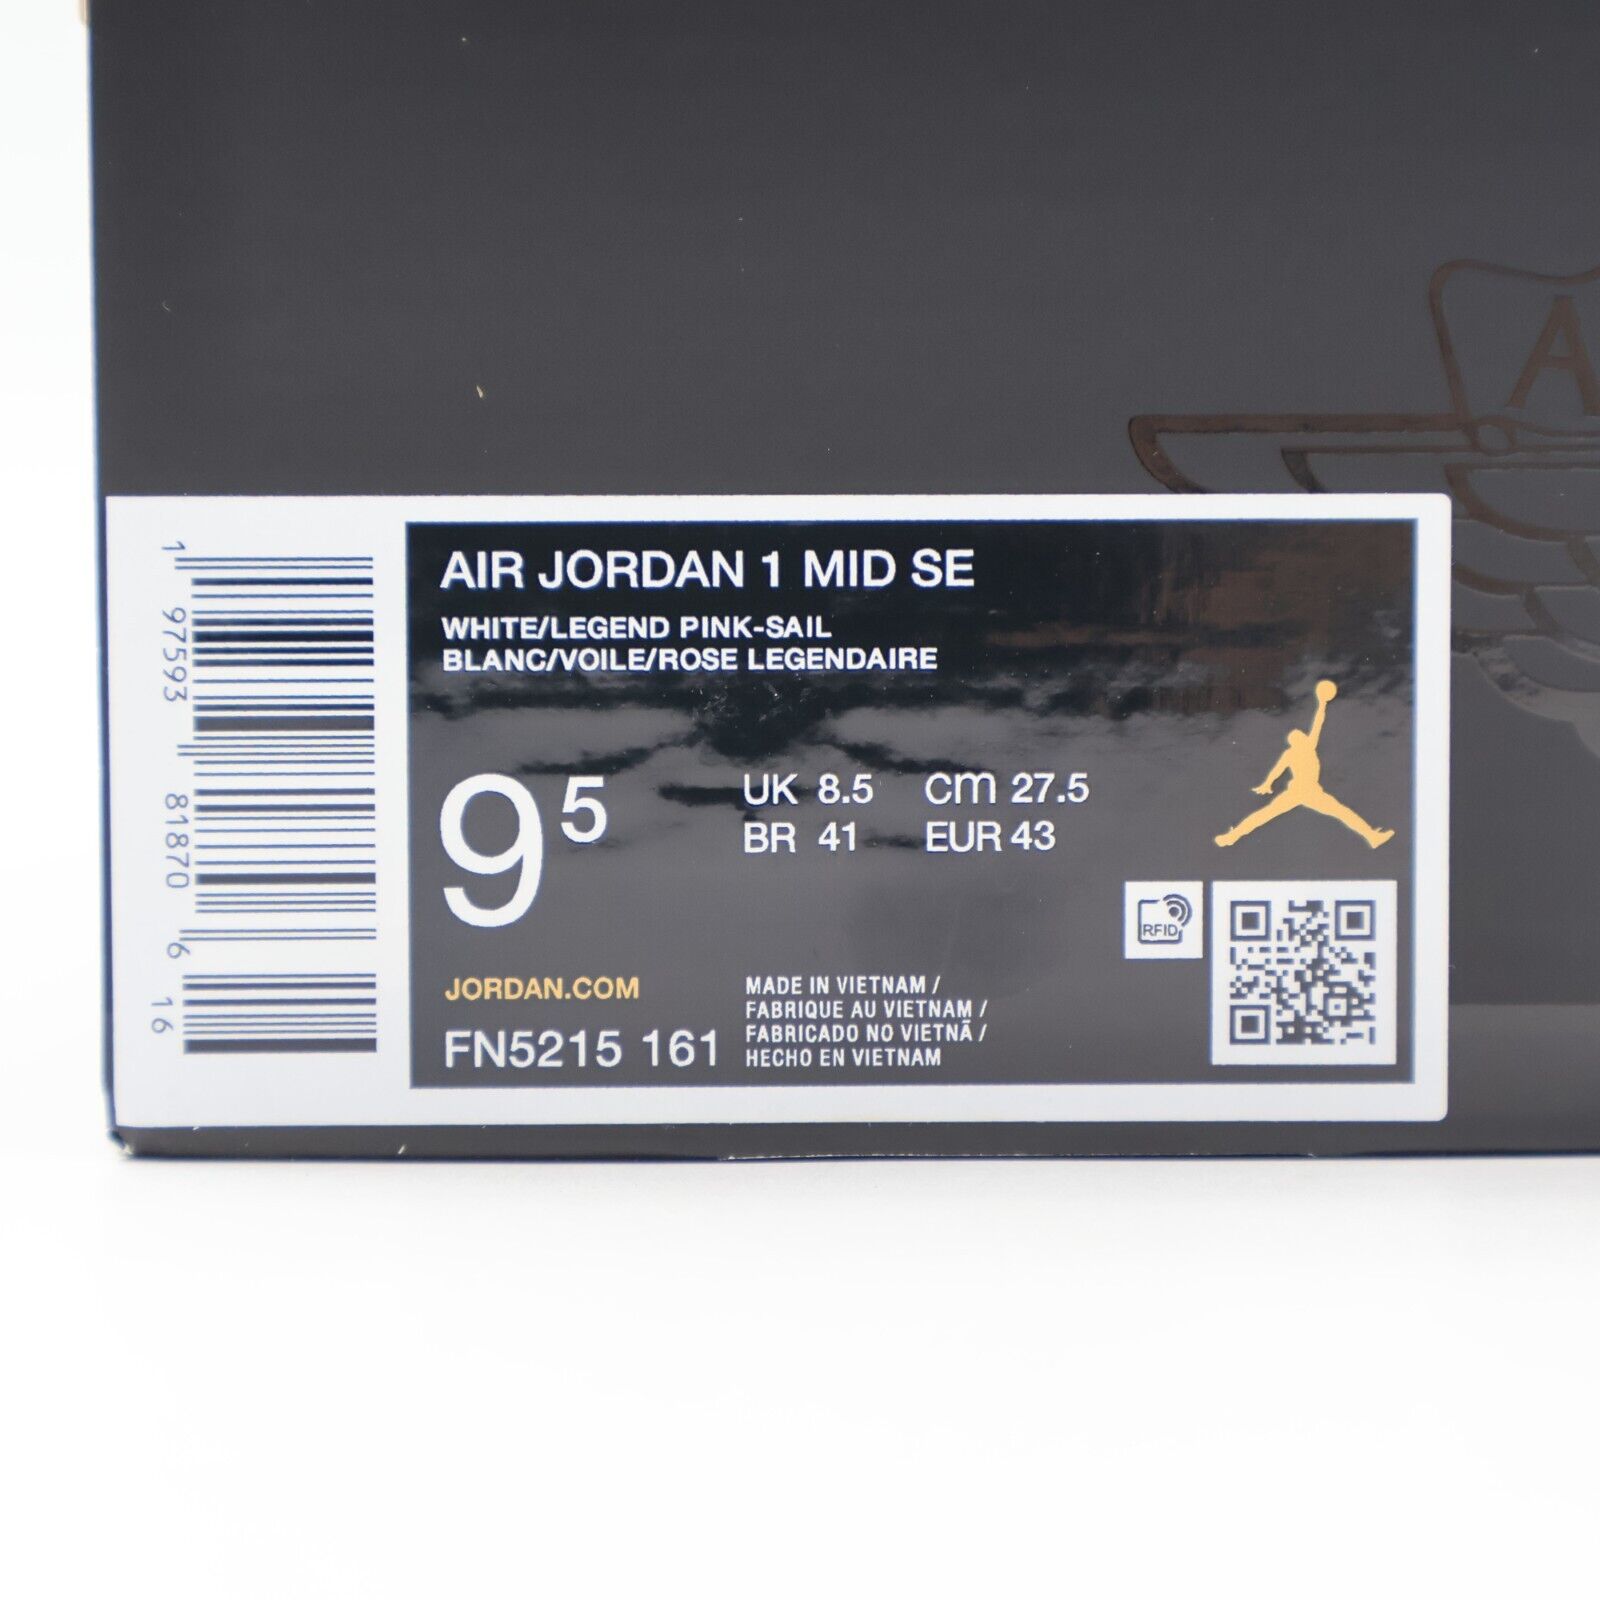 A
AIR JORDAN 1 MID SE
WHITE/LEGEND PINK-SAIL
BLANC/VOILE/ROSE LEGENDAIRE
9 5
UK 8.5 CM 27.5
BR 41 EUR 43
RFID
JORDAN.COM
FN5215 161
MADE IN VIETNAM /
FABRIQUE AU VIETNAM /
FABRICADO NO VIETNÃ /
HECHO EN VIETNAM
1 97593 81870 6 16